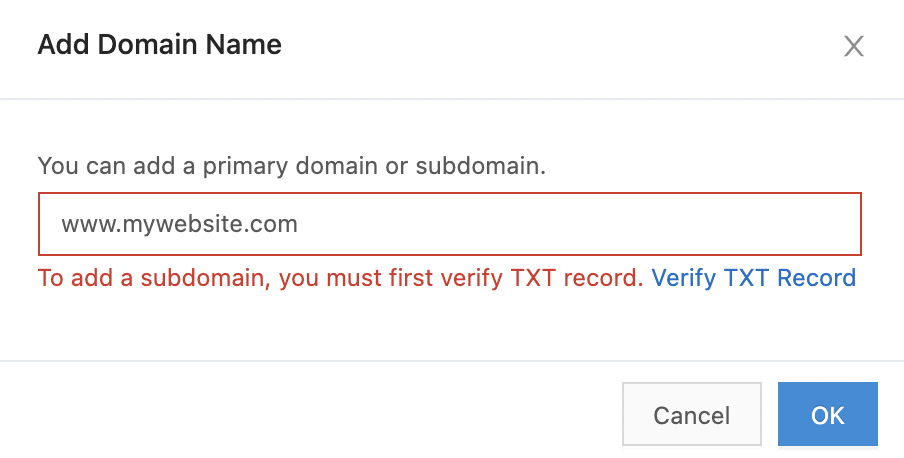 Add Domain Name
You can add a primary domain or subdomain.
www.mywebsite.com
To add a subdomain, you must first verify TXT record. Verify TXT Record
Cancel
OK